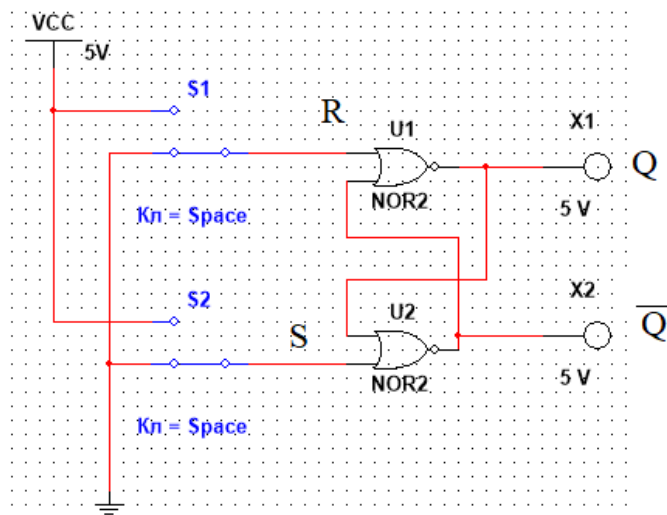 VCC
5V
S1
R
U1
X1
Q
NOR2
Кл = Space
5 V
S2
S
U2
X2
Q
NOR2
5 V
Кл = Space